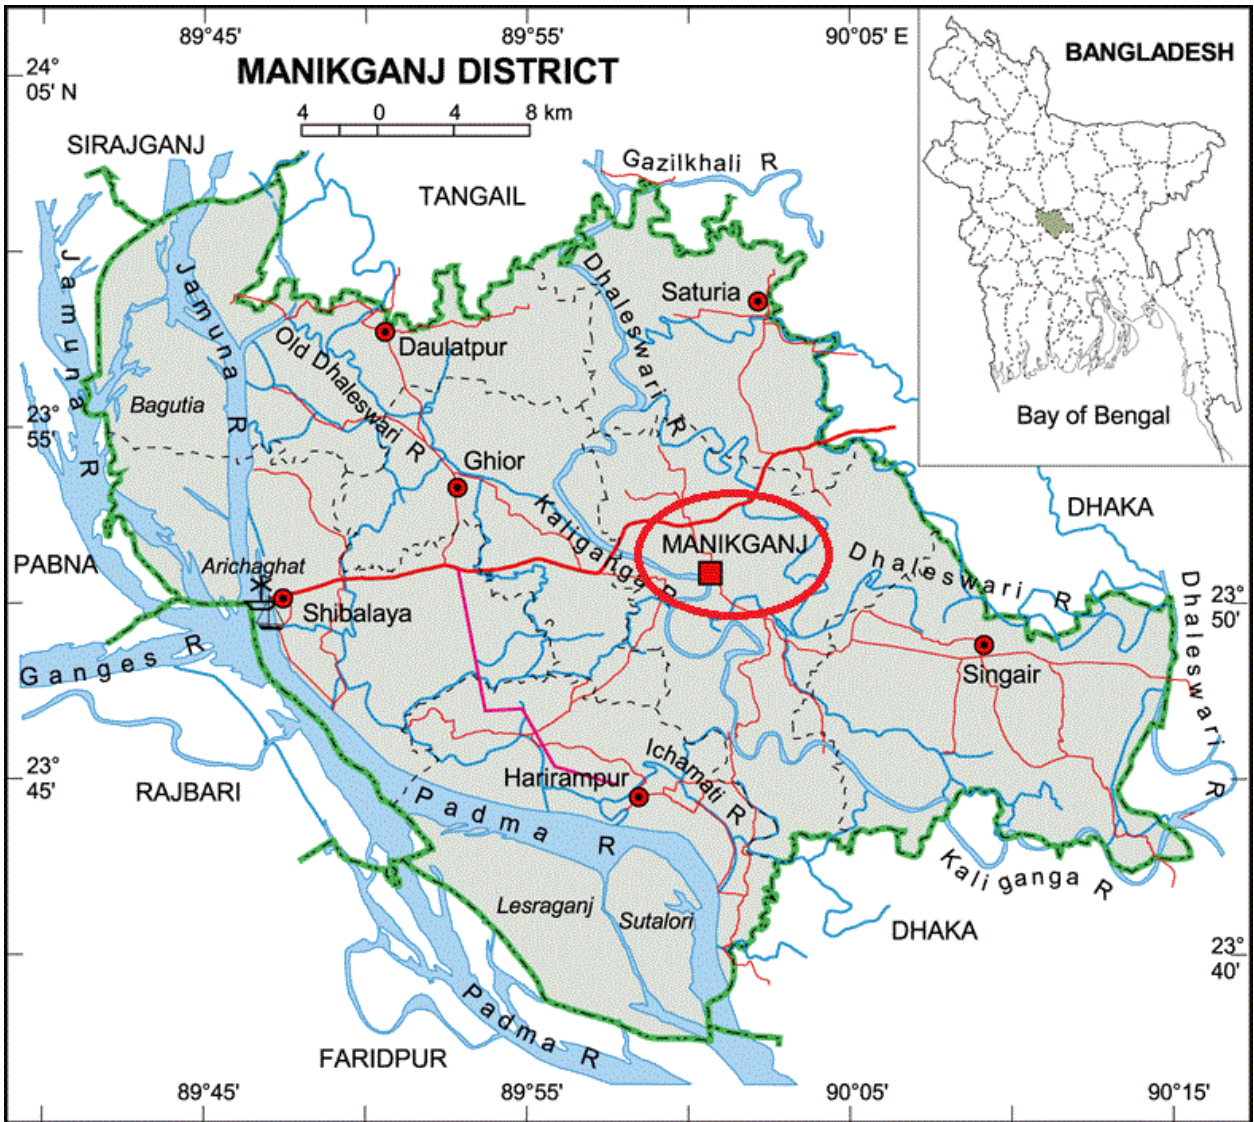 89°45'
89°55'
90°05' E
BANGLADESH
MANIKGANJ DISTRICT
24°
05' N
4 0 4 8 km
SIRAJGANJ
Gazilkhali R
TANGAIL
Jamuna R
Jamuna R
Dhaleswari R
Saturia
Old Dhaleswari R
Daulatpur
Bagutia
Bay of Bengal
23°
55'
Ghior
Kaliganga R
DHAKA
MANIKGANJ
Dhaleswari R
PABNA
Arichaghat
Shibalaya
Dhaleswari R
23°
50'
Ganges R
Singair
23°
45'
RAJBARI
Harirampur
Ichamati R
Padma R
Kaliganga R
Lesraganj
Sutalori
DHAKA
23°
40'
Padma R
FARIDPUR
89°45'
89°55'
90°05'
90°15'